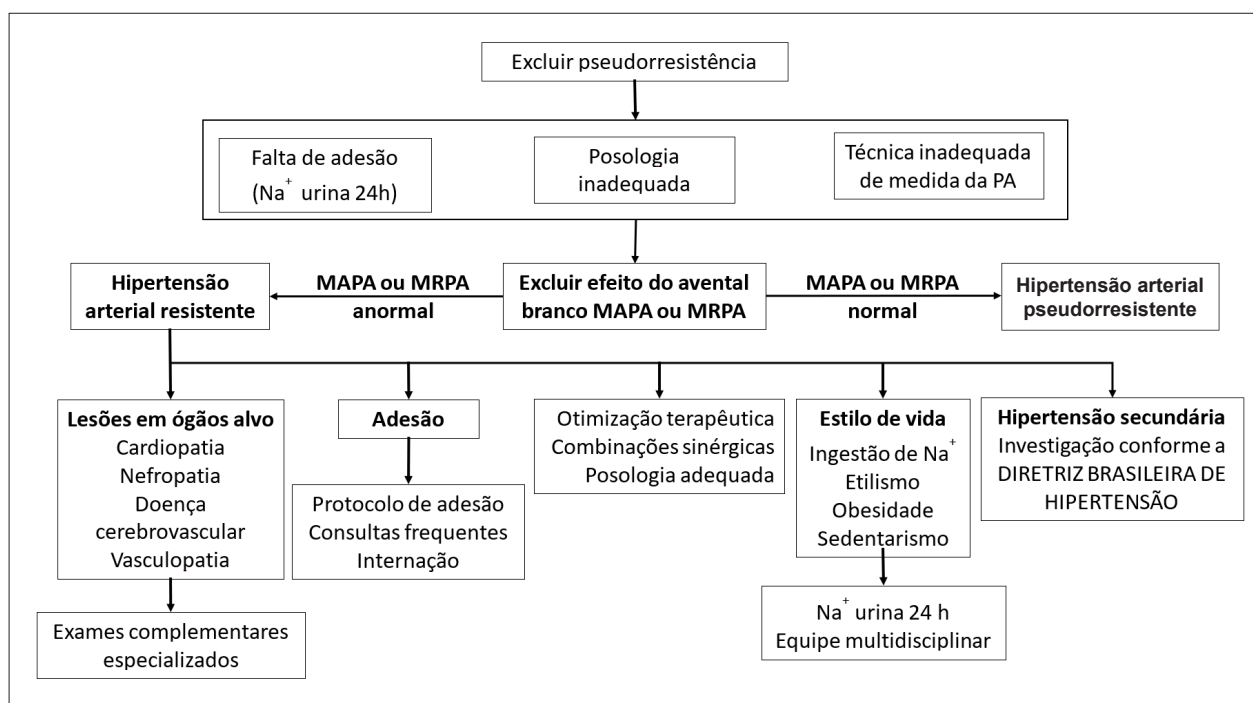 Excluir pseudorresistência
Falta de adesão
(Na+ urina 24h)
Posologia
inadequada
Técnica inadequada
de medida da PA
Hipertensão
arterial resistente
MAPA ou MRPA
anormal
Excluir efeito do avental
branco MAPA ou MRPA
MAPA ou MRPA
normal
Hipertensão arterial
pseudorresistente
Lesões em ógãos alvo
Cardiopatia
Nefropatia
Doença
cerebrovascular
Vasculopatia
Exames complementares
especializados
Adesão
Protocolo de adesão
Consultas frequentes
Internação
Otimização terapêutica
Combinações sinérgicas
Posologia adequada
Estilo de vida
Ingestão de Na+
Etilismo
Obesidade
Sedentarismo
Na+ urina 24 h
Equipe multidisciplinar
Hipertensão secundária
Investigação conforme a
DIRETRIZ BRASILEIRA DE
HIPERTENSÃO